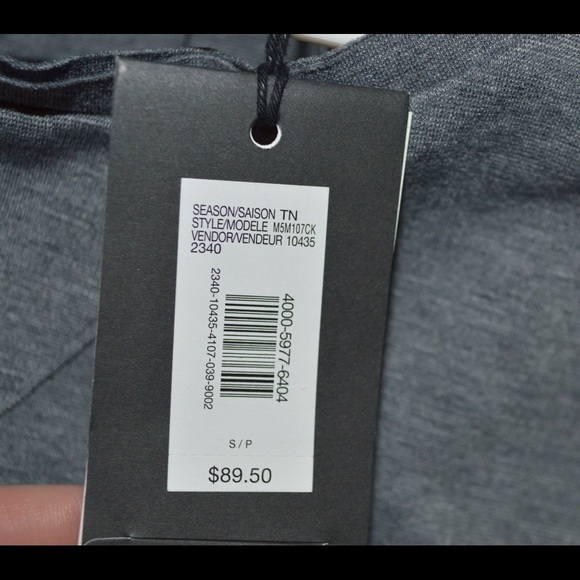 SEASON/SAISON TN
STYLE/MODELE M5M107CK
VENDOR/VENDEUR 10435
2340
4000-5977-6404
2340-10435-4107-039-9002
S / P
$89.50